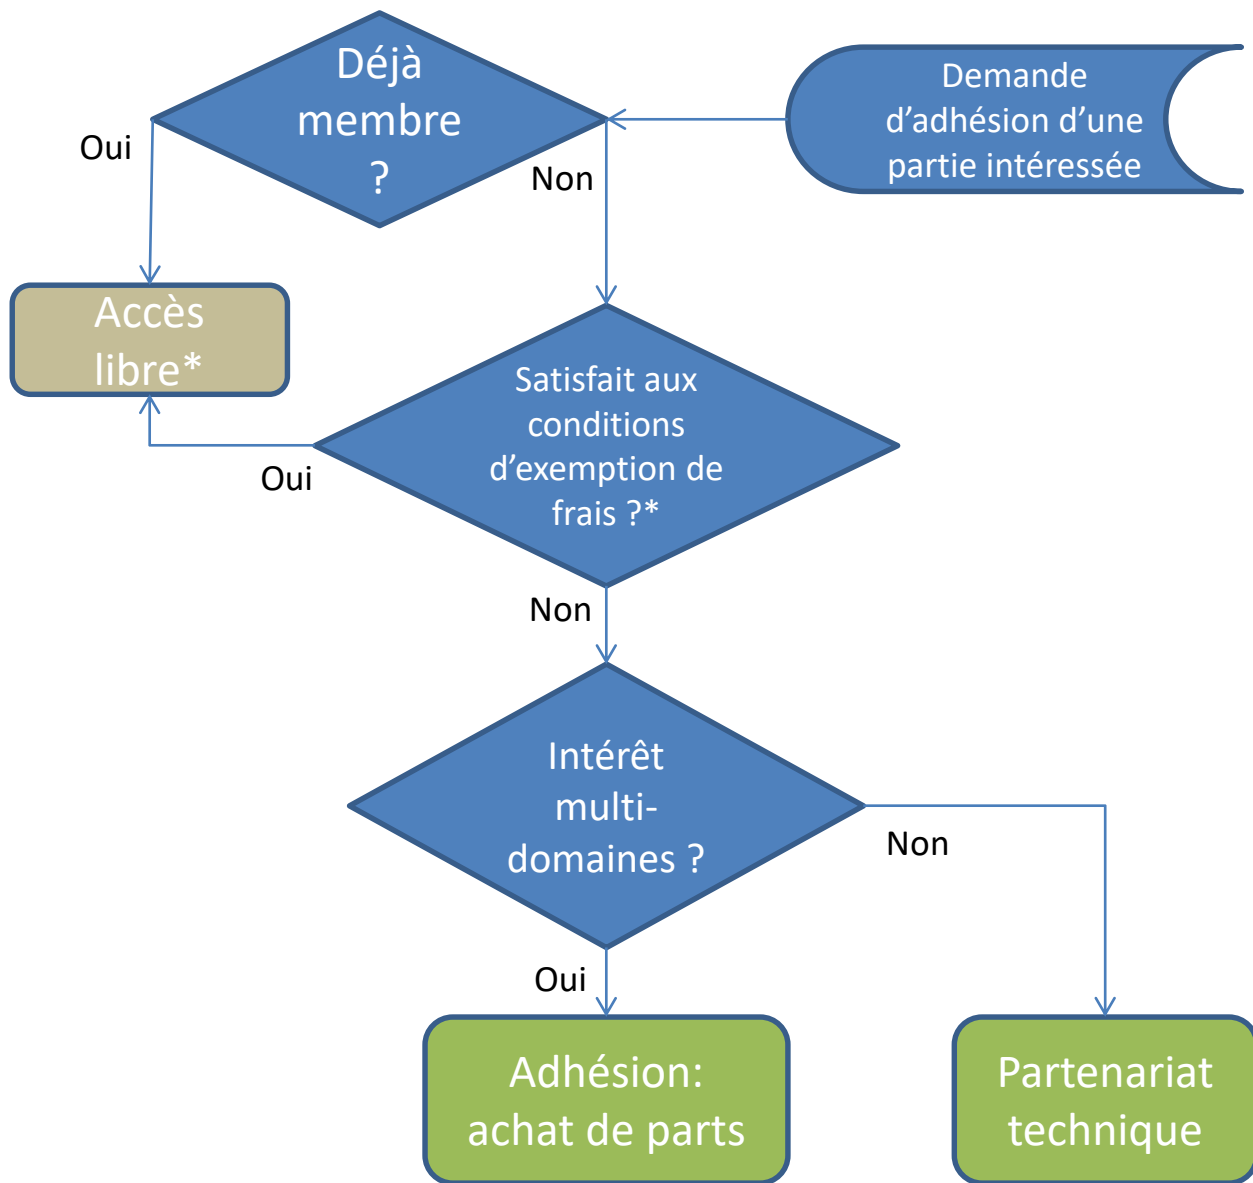 Déjà
membre
?
Demande
d’adhésion d’une
partie intéressée
Oui
Non
Accès
libre*
Satisfait aux
conditions
d’exemption de
frais ?*
Oui
Non
Intérêt
multi-
domaines ?
Non
Oui
Adhésion:
achat de parts
Partenariat
technique